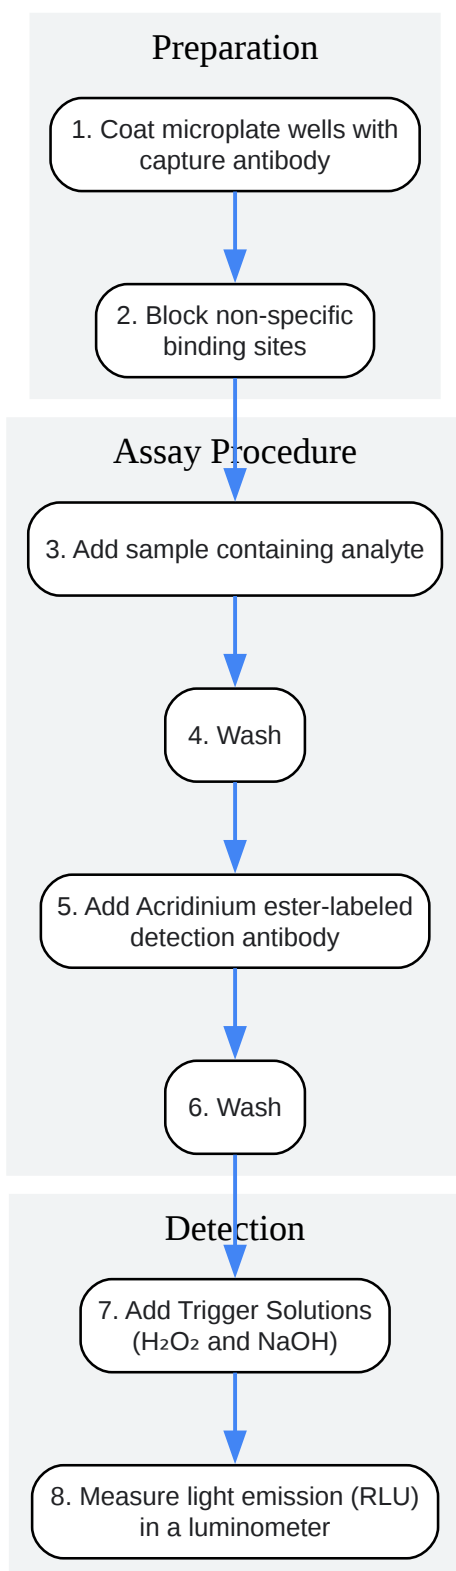 Preparation
1. Coat microplate wells with
capture antibody
2. Block non-specific
binding sites
Assay Procedure
3. Add sample containing analyte
4. Wash
5. Add Acridinium ester-labeled
detection antibody
6. Wash
Detection
7. Add Trigger Solutions
(H₂O₂ and NaOH)
8. Measure light emission (RLU)
in a luminometer